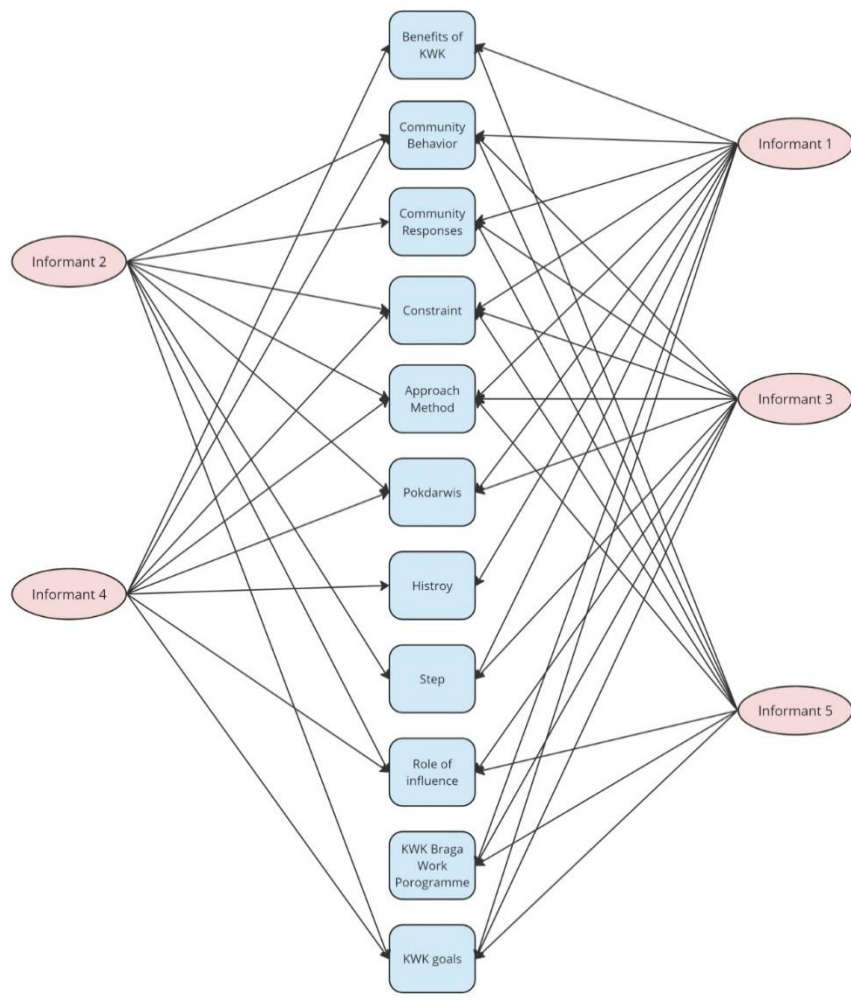 Benefits of
KWK
Community
Behavior
Informant 1
Community
Responses
Informant 2
Constraint
Approach
Method
Informant 3
Pokdarwis
Histroy
Informant 4
Step
Informant 5
Role of
influence
KWK Braga
Work
Porogramme
KWK goals